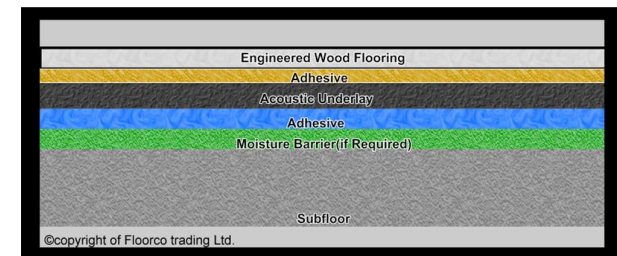 Engineered Wood Flooring
Adhesive
Acoustic Underlay
Adhesive
Moisture Barrier(if Required)
Subfloor
©copyright of Floorco trading Ltd.